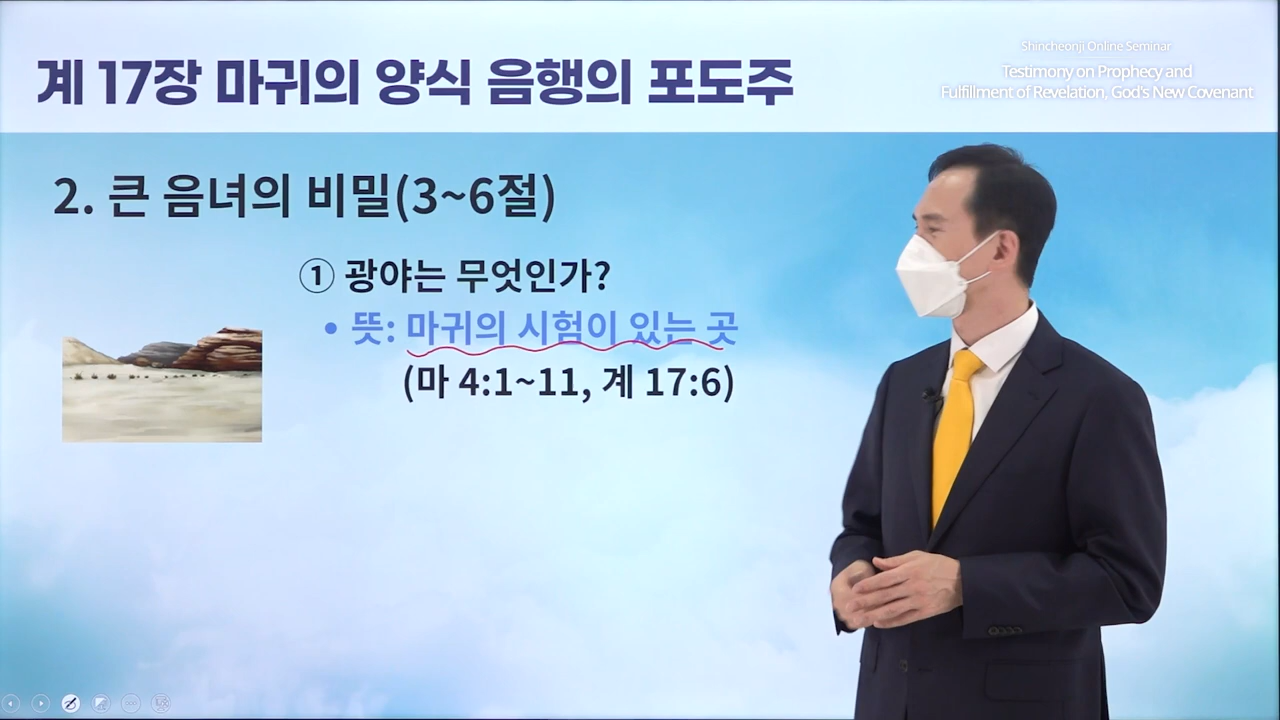 계 17장 마귀의 양식 음행의 포도주
Shincheonji Online Seminar
Testimony on Prophecy and
Fulfillment of Revelation, God's New Covenant
2. 큰 음녀의 비밀(3~6절)
① 광야는 무엇인가?
• 뜻: 마귀의 시험이 있는 곳
(마 4:1~11, 계 17:6)